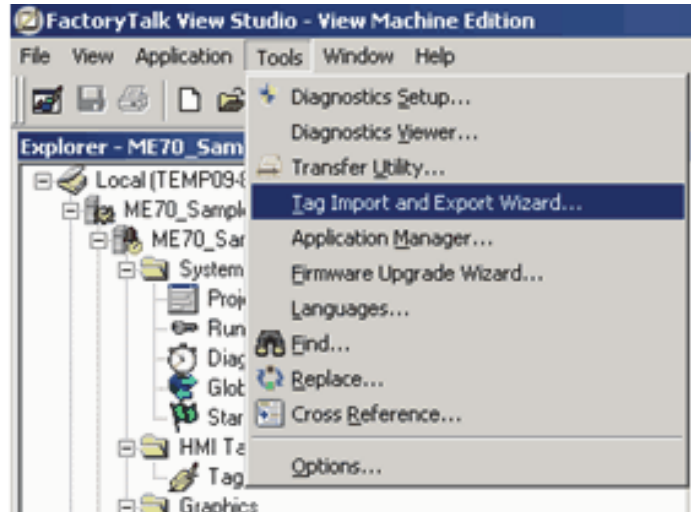 FactoryTalk View Studio - View Machine Edition
File View Application Tools Window Help
Diagnostics Setup...
Diagnostics Viewer...
Explorer - ME70_Sam
Transfer Utility...
Local (TEMP09-
Tag Import and Export Wizard...
ME70_Sampl
Application Manager...
ME70_Sar
Firmware Upgrade Wizard...
System
Languages...
Proj
Run
Find...
Diag
Replace...
Glob
Cross Reference...
Star
HMI Ta
Options...
Tag
Graphics